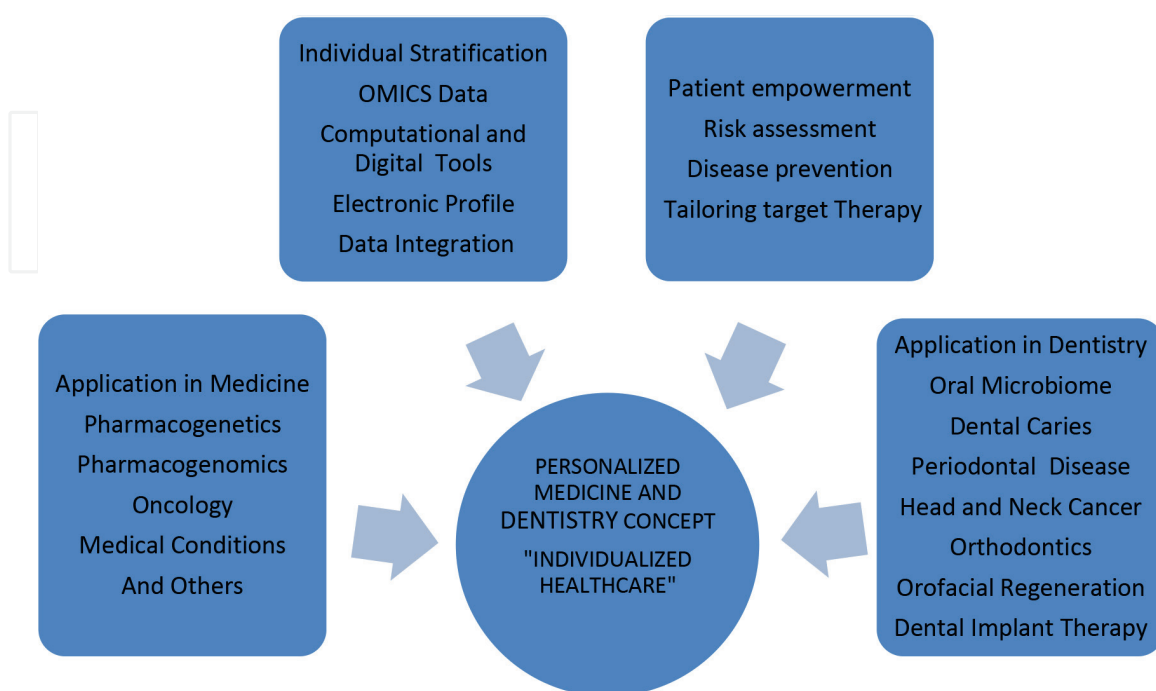 Individual Stratification
OMICS Data
Computational and
Digital Tools
Electronic Profile
Data Integration
Patient empowerment
Risk assessment
Disease prevention
Tailoring target Therapy
Application in Medicine
Pharmacogenetics
Pharmacogenomics
Oncology
Medical Conditions
And Others
PERSONALIZED
MEDICINE AND
DENTISTRY CONCEPT
"INDIVIDUALIZED
HEALTHCARE"
Application in Dentistry
Oral Microbiome
Dental Caries
Periodontal Disease
Head and Neck Cancer
Orthodontics
Orofacial Regeneration
Dental Implant Therapy